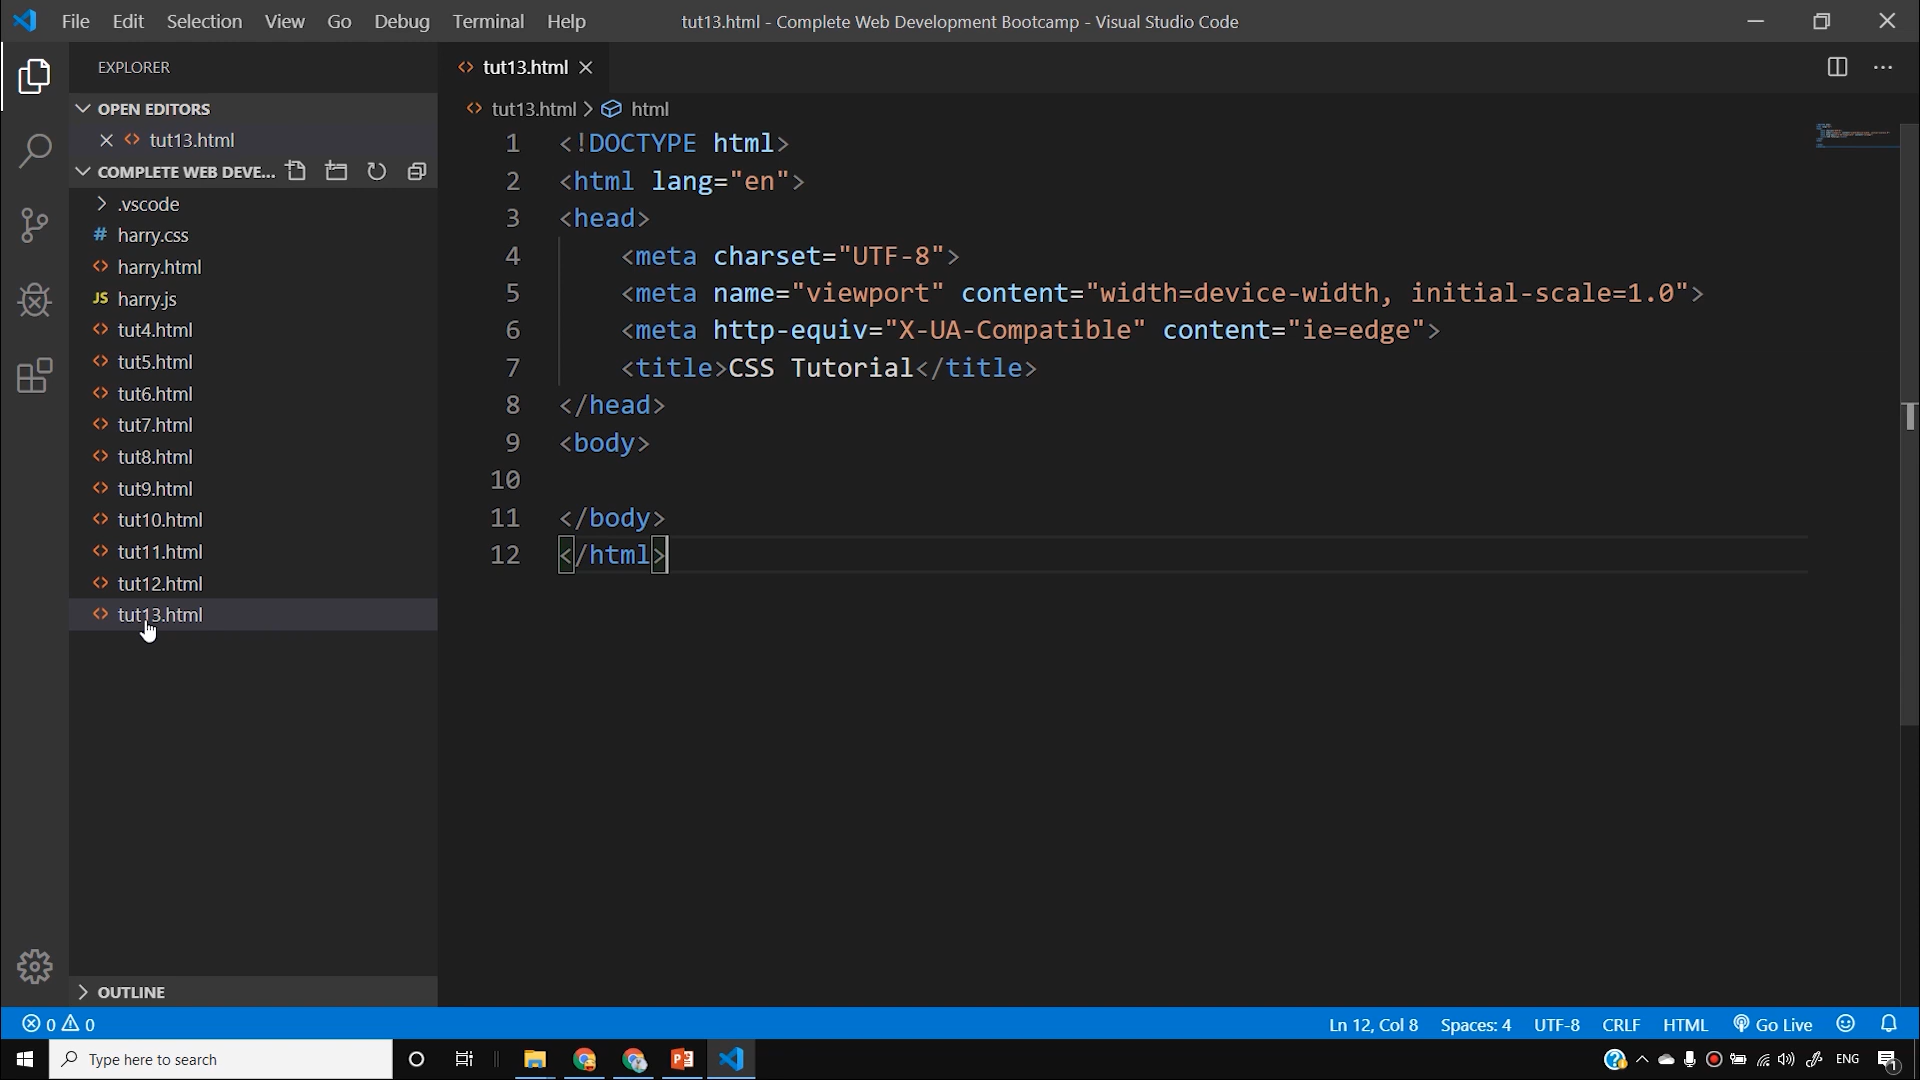 File Edit Selection View Go Debug Terminal Help tut13.html - Complete Web Development Bootcamp - Visual Studio Code
EXPLORER
OPEN EDITORS
tut13.html
COMPLETE WEB DEVE...
.vscode
# harry.css
<> harry.html
JS harry.js
<> tut4.html
<> tut5.html
<> tut6.html
<> tut7.html
<> tut8.html
<> tut9.html
<> tut10.html
<> tut11.html
<> tut12.html
<> tut13.html
OUTLINE
<> tut13.html
<> tut13.html > html
1 <!DOCTYPE html>
2 <html lang="en">
3 <head>
4     <meta charset="UTF-8">
5     <meta name="viewport" content="width=device-width, initial-scale=1.0">
6     <meta http-equiv="X-UA-Compatible" content="ie=edge">
7     <title>CSS Tutorial</title>
8 </head>
9 <body>
10
11 </body>
12 </html>
0 0 Ln 12, Col 8 Spaces: 4 UTF-8 CRLF HTML Go Live
Type here to search ENG 1